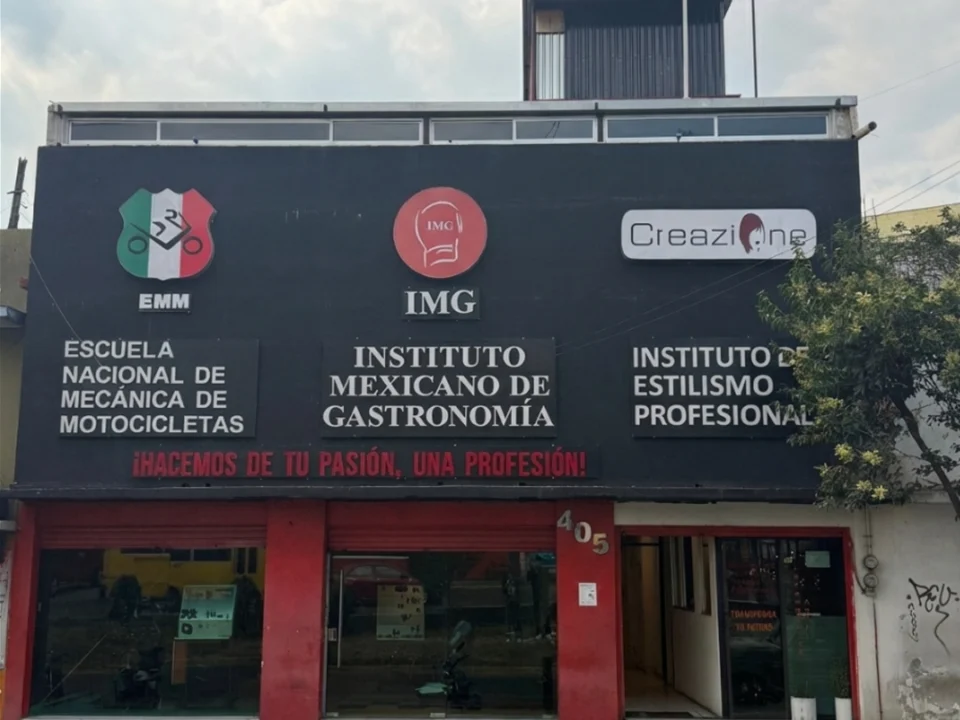 EMM
ESCUELA
NACIONAL DE
MECÁNICA DE
MOTOCICLETAS
IMG
IMG
INSTITUTO
MEXICANO DE
GASTRONOMÍA
Creazione
INSTITUTO DE
ESTILISMO
PROFESIONAL
¡HACEMOS DE TU PASIÓN, UNA PROFESIÓN!
405